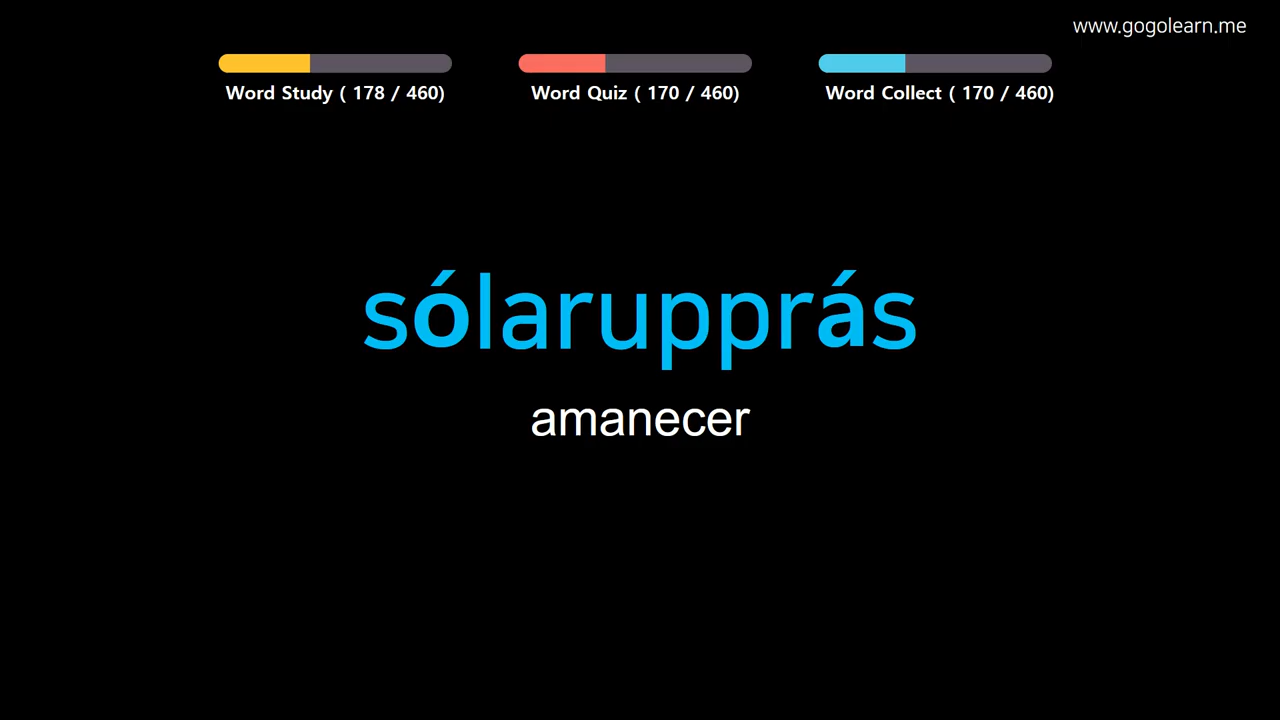 www.gogolearn.me
Word Study ( 178 / 460)
Word Quiz ( 170 / 460)
Word Collect ( 170 / 460)
sólarupprás
amanecer